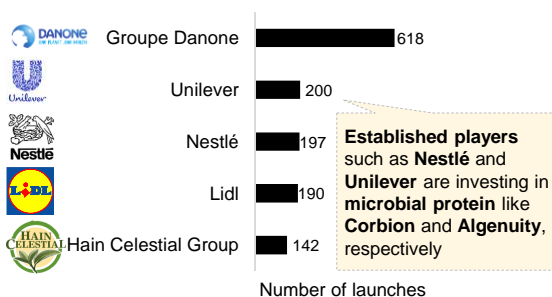 DANONE
ONE PLANET. ONE HEALTH
Groupe Danone
618
Unilever
Unilever
200
Nestlé
Nestlé
197
LIDL
Lidl
190
HAIN
CELESTIAL
Hain Celestial Group
142
Established players
such as Nestlé and
Unilever are investing in
microbial protein like
Corbion and Algenuity,
respectively
Number of launches